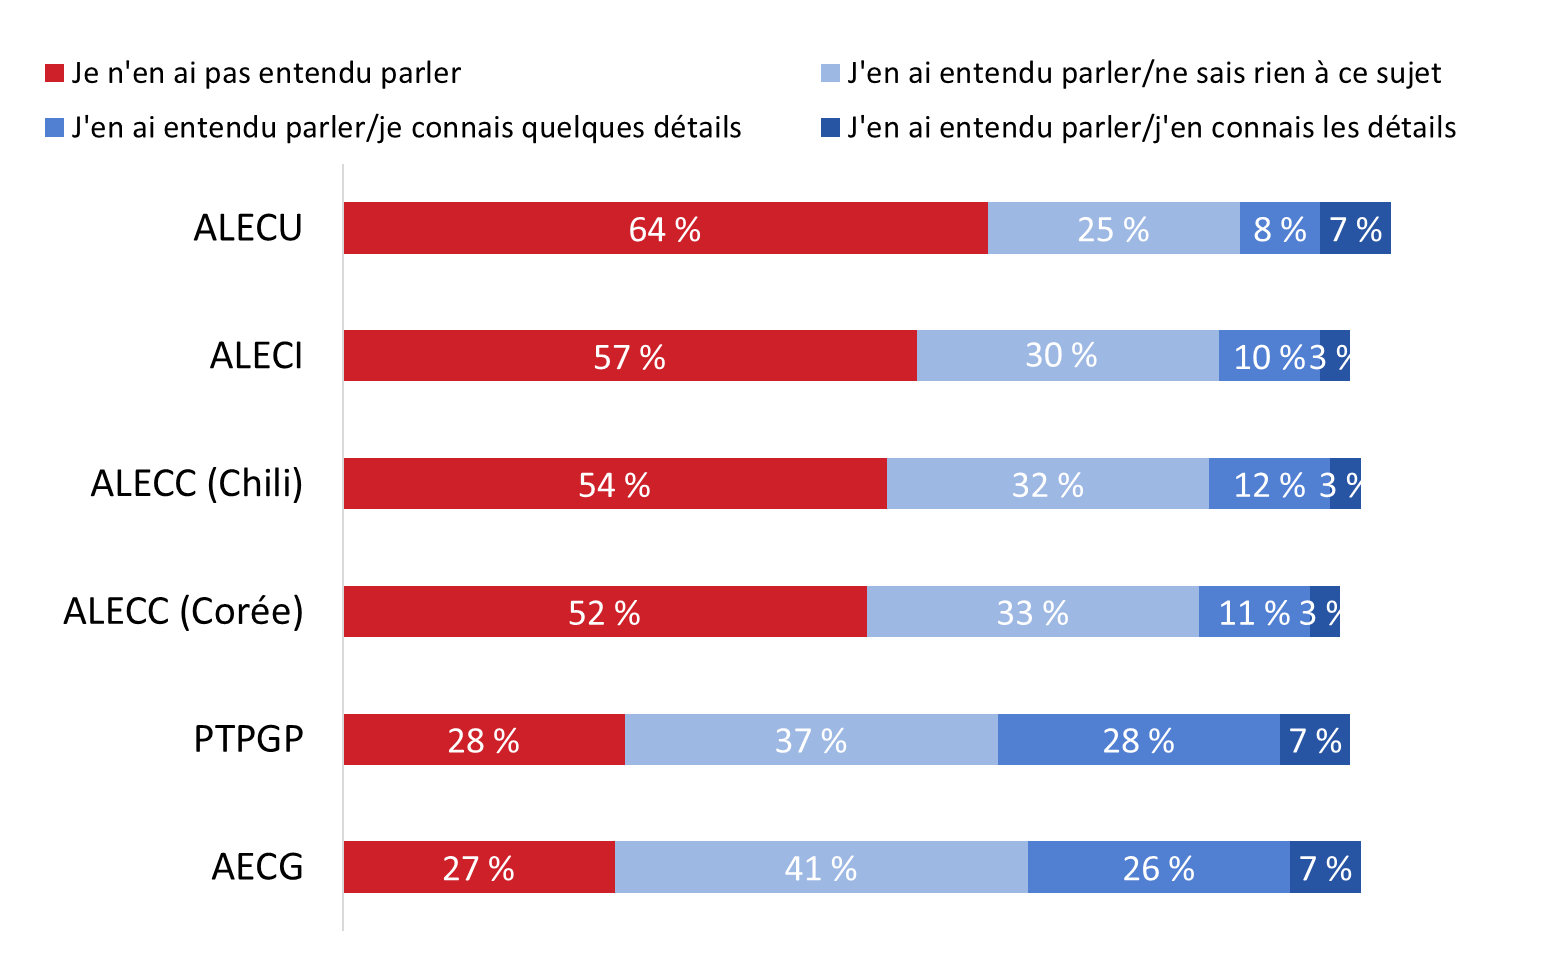 Je n'en ai pas entendu parler
J'en ai entendu parler/ne sais rien à ce sujet
J'en ai entendu parler/je connais quelques détails
J'en ai entendu parler/j'en connais les détails
ALECU 64 % 25 % 8 % 7 %
ALECI 57 % 30 % 10 % 3 %
ALECC (Chili) 54 % 32 % 12 % 3 %
ALECC (Corée) 52 % 33 % 11 % 3 %
PTPGP 28 % 37 % 28 % 7 %
AECG 27 % 41 % 26 % 7 %